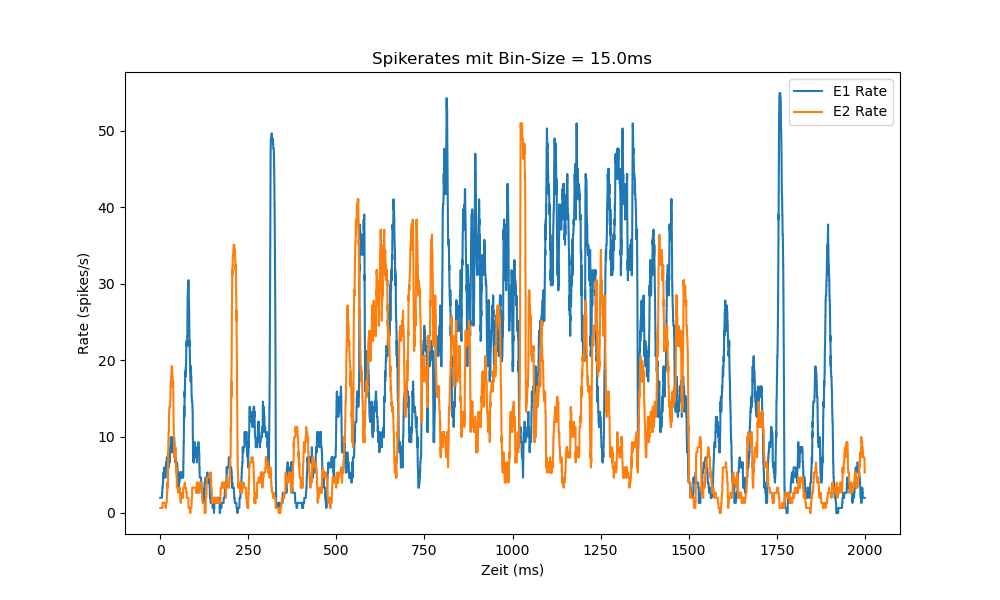 Spikerates mit Bin-Size = 15.0ms
E1 Rate
E2 Rate
Rate (spikes/s)
50
40
30
20
10
0
0 250 500 750 1000 1250 1500 1750 2000
Zeit (ms)